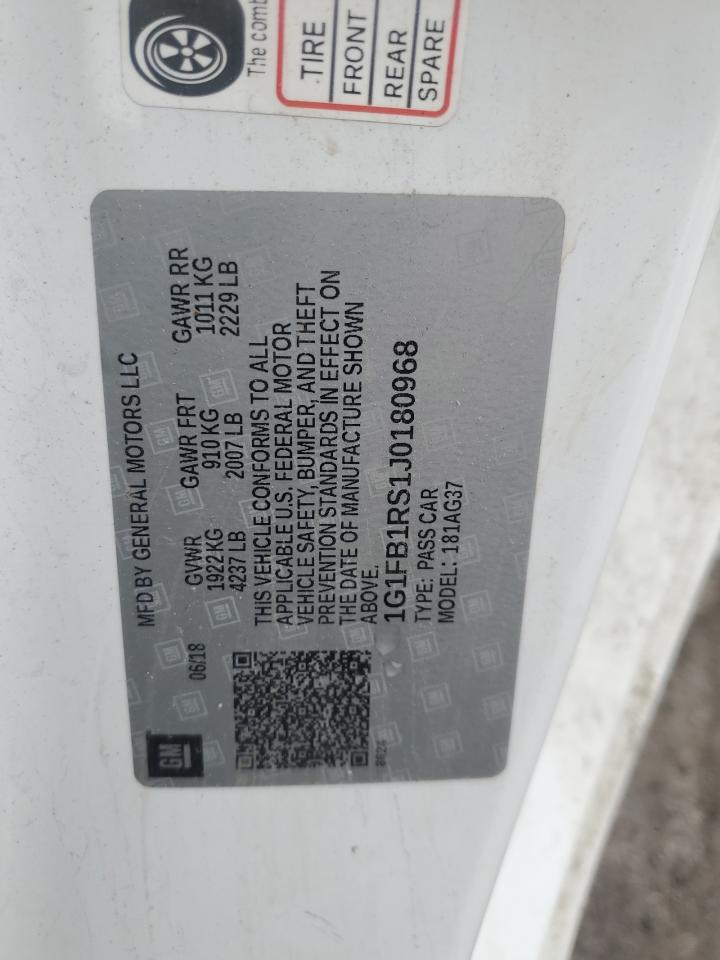 The comb
TIRE
FRONT
REAR
SPARE
MFD BY GENERAL MOTORS LLC
06/18
GVWR GAWR FRT GAWR RR
1922 KG 910 KG 1011 KG
4237 LB 2007 LB 2229 LB
THIS VEHICLE CONFORMS TO ALL
APPLICABLE U.S. FEDERAL MOTOR
VEHICLE SAFETY, BUMPER, AND THEFT
PREVENTION STANDARDS IN EFFECT ON
THE DATE OF MANUFACTURE SHOWN
ABOVE.
1G1FB1RS1J0180968
TYPE: PASS CAR
MODEL: 181AG37
GM
8624